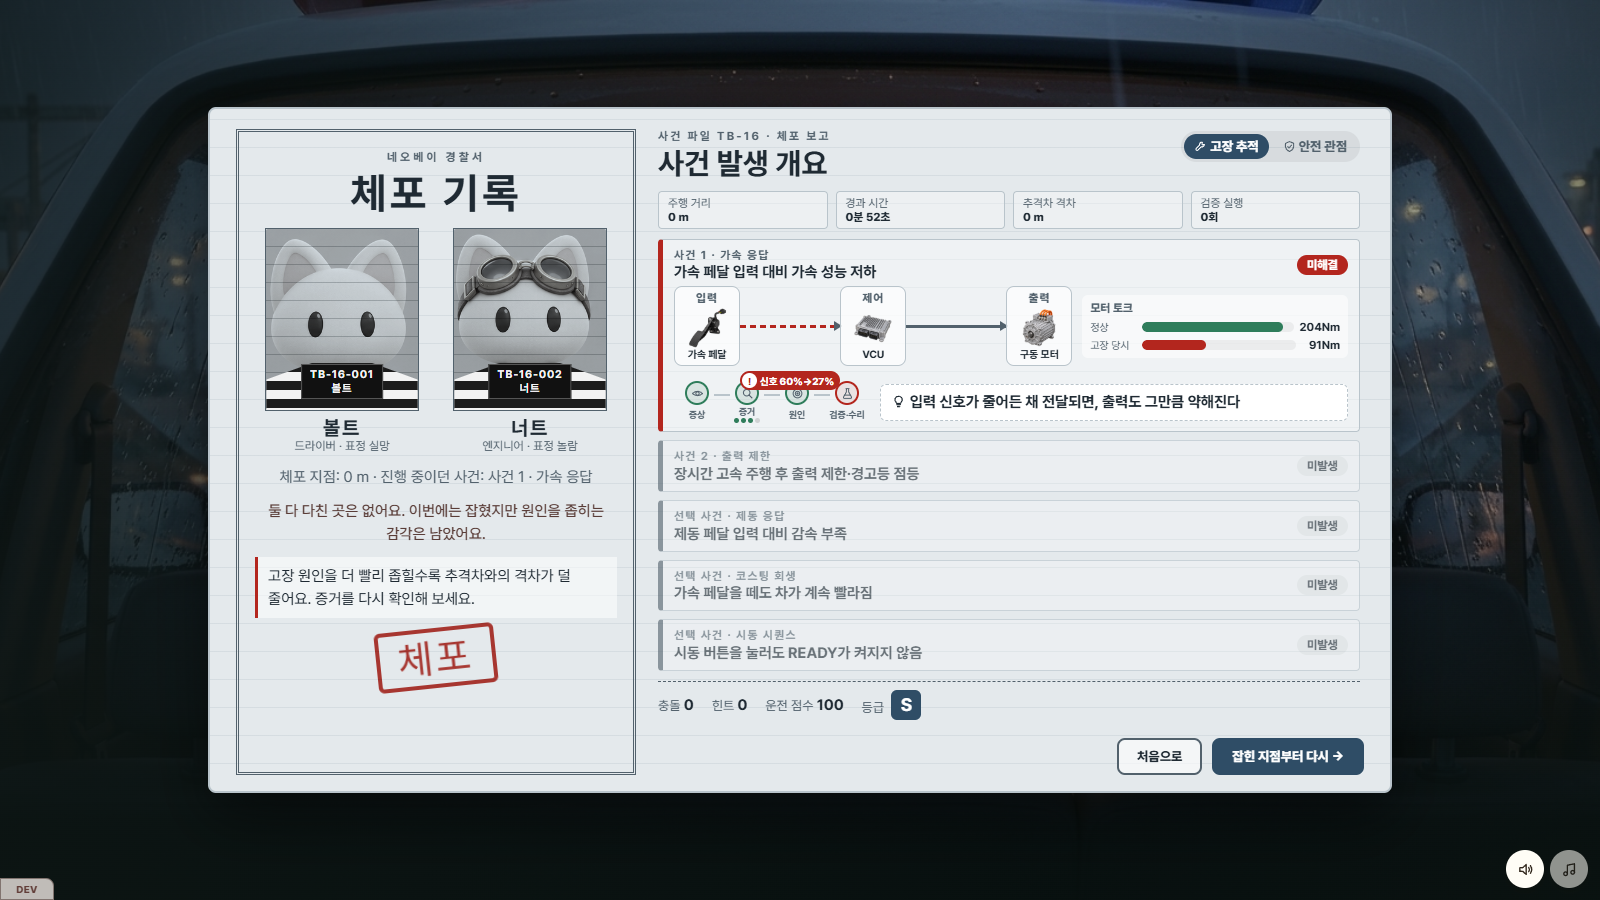 네오베이 경찰서
체포 기록
TB-16-001
볼트
TB-16-002
너트
볼트
드라이버 · 표정 실망
너트
엔지니어 · 표정 놀람
체포 지점: 0 m · 진행 중이던 사건: 사건 1 · 가속 응답
둘 다 다친 곳은 없어요. 이번에는 잡혔지만 원인을 좁히는
감각은 남았어요.
고장 원인을 더 빨리 좁힐수록 추격차와의 격차가 덜
줄어요. 증거를 다시 확인해 보세요.
체포
사건 파일 TB-16 · 체포 보고
사건 발생 개요
고장 추적
안전 관점
주행 거리
0 m
경과 시간
0분 52초
추격차 격차
0 m
검증 실행
0회
사건 1 · 가속 응답
가속 페달 입력 대비 가속 성능 저하
미해결
입력
가속 페달
제어
VCU
출력
구동 모터
모터 토크
정상
204Nm
고장 당시
91Nm
! 신호 60%→27%
증상
증거
원인
검증·수리
입력 신호가 줄어든 채 전달되면, 출력도 그만큼 약해진다
사건 2 · 출력 제한
장시간 고속 주행 후 출력 제한·경고등 점등
미발생
선택 사건 · 제동 응답
제동 페달 입력 대비 감속 부족
미발생
선택 사건 · 코스팅 회생
가속 페달을 떼도 차가 계속 빨라짐
미발생
선택 사건 · 시동 시퀀스
시동 버튼을 눌러도 READY가 켜지지 않음
미발생
충돌 0 힌트 0 운전 점수 100 등급 S
처음으로
잡힌 지점부터 다시 →
DEV